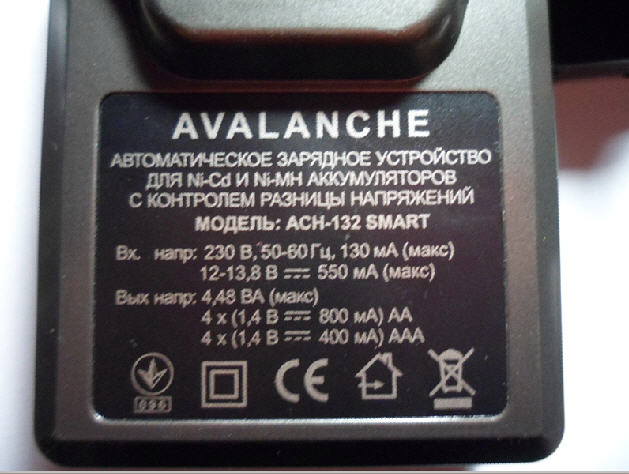 AVALANCHE
АВТОМАТИЧЕСКОЕ ЗАРЯДНОЕ УСТРОЙСТВО
ДЛЯ Ni-Cd И Ni-MH АККУМУЛЯТОРОВ
С КОНТРОЛЕМ РАЗНИЦЫ НАПРЯЖЕНИЙ
МОДЕЛЬ: ACH-132 SMART
Вх. напр: 230 В, 50-60 Гц, 130 мА (макс)
12-13,8 В ⎓ 550 мА (макс)
Вых напр: 4,48 ВА (макс)
4 x (1,4 В ⎓ 800 мА) AA
4 x (1,4 В ⎓ 400 мА) AAA
CE